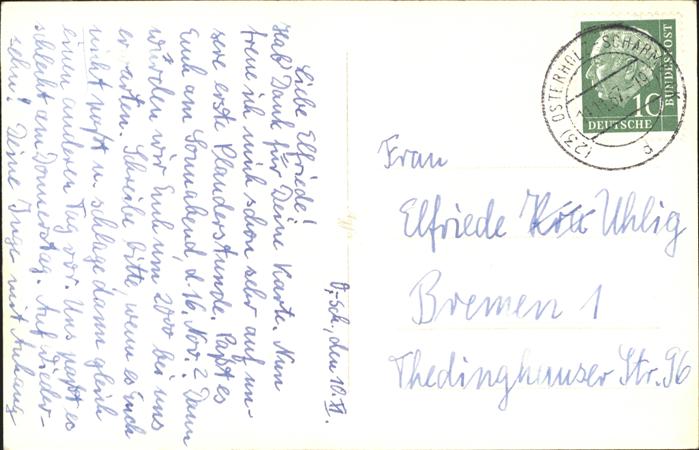 O.-Sch., den 10. XI.
Liebe Elfriede!
Hab Dank für Deine Karte. Nun
freue ich mich schon sehr auf un-
sere erste Plauderstunde. Paßt es
Euch am Sonnabend d. 16. Nov.? Dann
würden wir Euch um 20⁰⁰ bei uns
erwarten. Schreibe bitte, wenn es Euch
nicht paßt u. schlage dann gleich
einen anderen Tag vor. Uns paßt es
schlecht am Donnerstag. Auf Wieder-
sehn! Deine Inge mit Anhang
DEUTSCHE
BUNDESPOST
10
(23) OSTERHOLZ-SCHARMBECK
Frau
Elfriede Uhlig
Bremen 1
Thedinghauser Str. 96